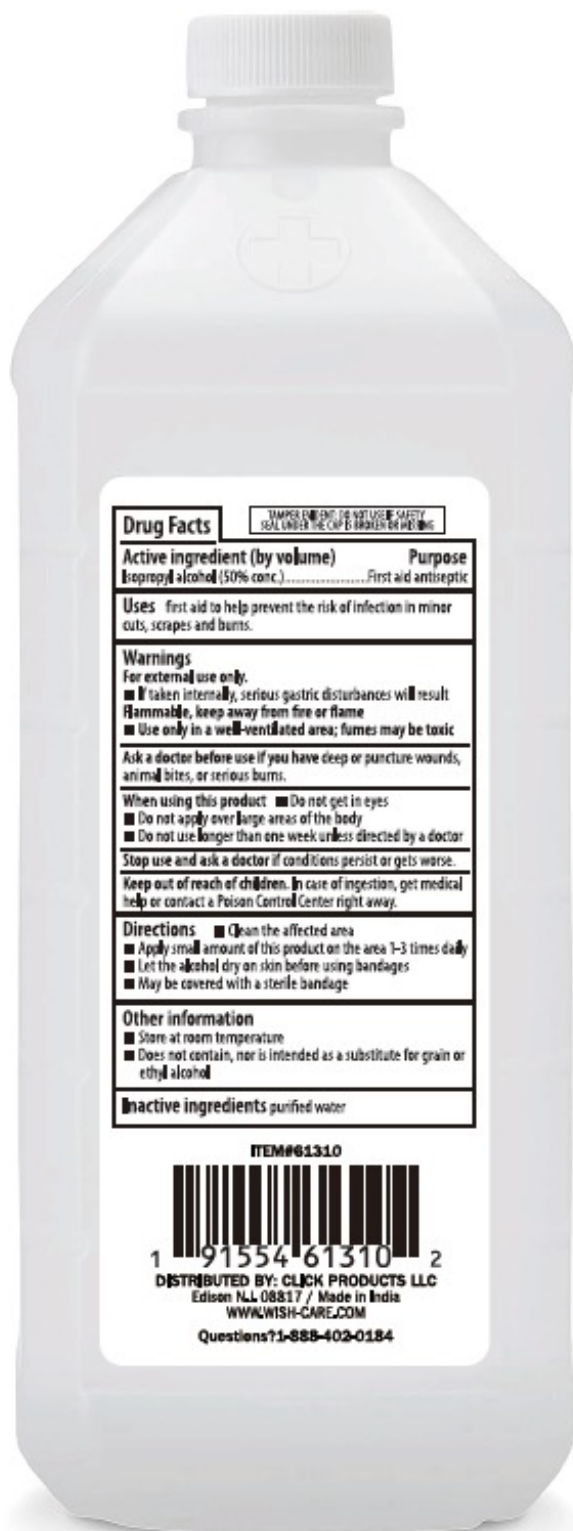 Drug Facts
TAMPER EVIDENT: DO NOT USE IF SAFETY
SEAL UNDER THE CAP IS BROKEN OR MISSING
Active ingredient (by volume) Purpose
Isopropyl alcohol (50% conc.)......................First aid antiseptic
Uses first aid to help prevent the risk of infection in minor
cuts, scrapes and burns.
Warnings
For external use only.
■ If taken internally, serious gastric disturbances will result
Flammable, keep away from fire or flame
■ Use only in a well-ventilated area; fumes may be toxic
Ask a doctor before use if you have deep or puncture wounds,
animal bites, or serious burns.
When using this product ■ Do not get in eyes
■ Do not apply over large areas of the body
■ Do not use longer than one week unless directed by a doctor
Stop use and ask a doctor if conditions persist or gets worse.
Keep out of reach of children. In case of ingestion, get medical
help or contact a Poison Control Center right away.
Directions ■ Clean the affected area
■ Apply small amount of this product on the area 1-3 times daily
■ Let the alcohol dry on skin before using bandages
■ May be covered with a sterile bandage
Other information
■ Store at room temperature
■ Does not contain, nor is intended as a substitute for grain or
ethyl alcohol
Inactive ingredients purified water
ITEM#61310
1 91554 61310 2
DISTRIBUTED BY: CLICK PRODUCTS LLC
Edison N.J. 08817 / Made in India
WWW.WISH-CARE.COM
Questions?1-888-402-0184